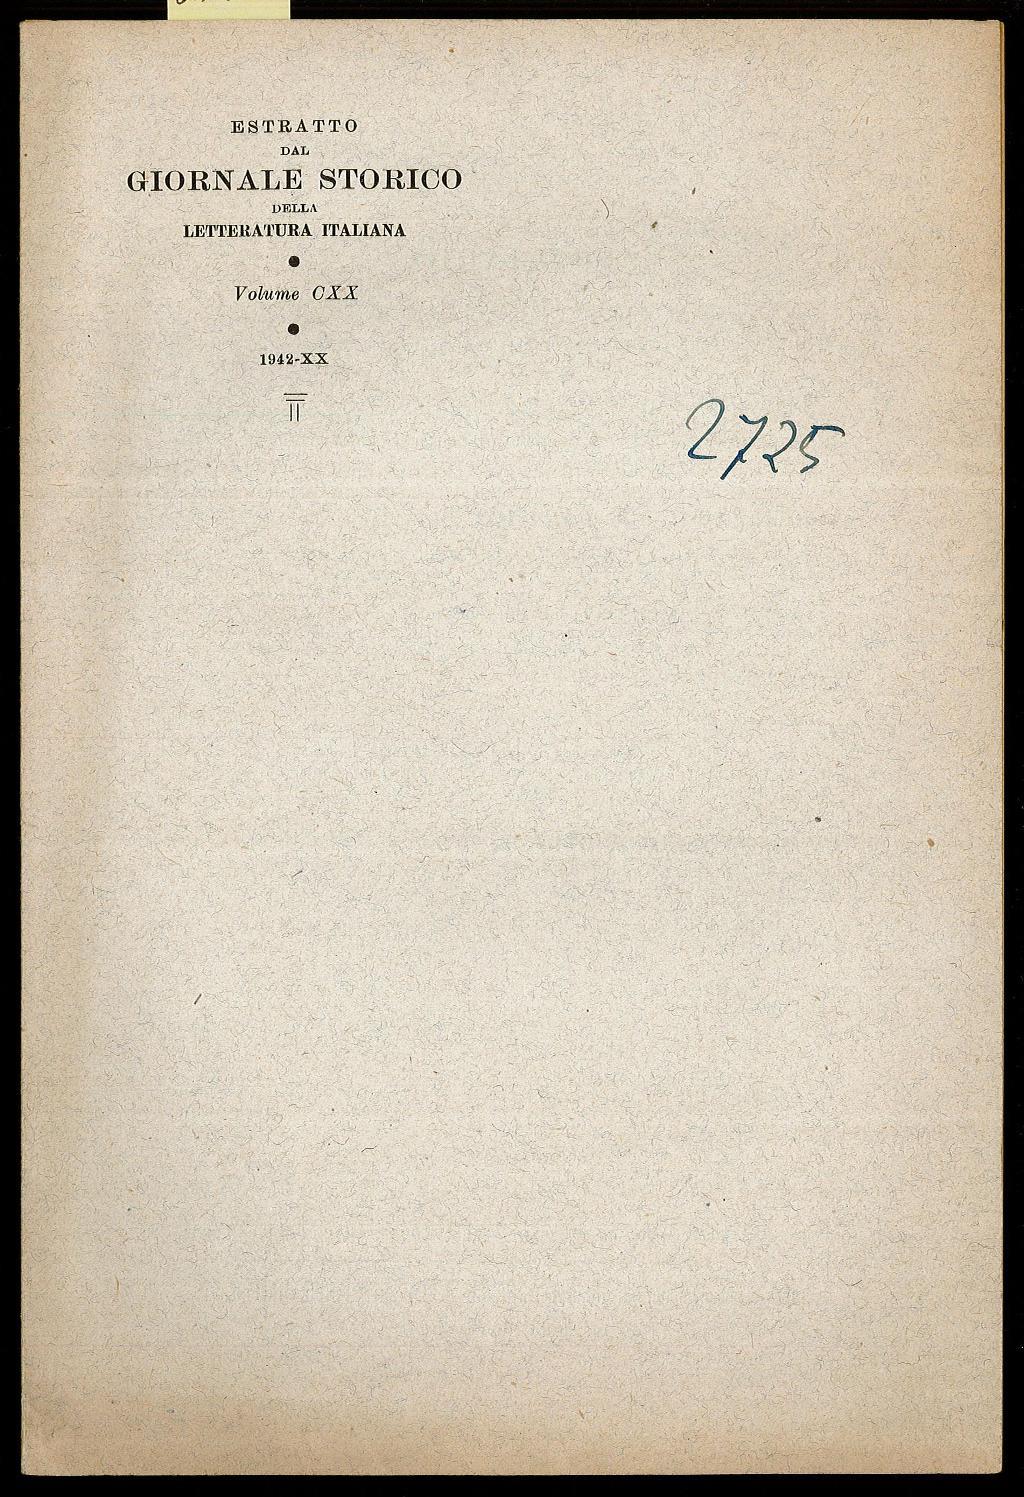 ESTRATTO
DAL
GIORNALE STORICO
DELLA
LETTERATURA ITALIANA
Volume CXX
1942-XX
2725